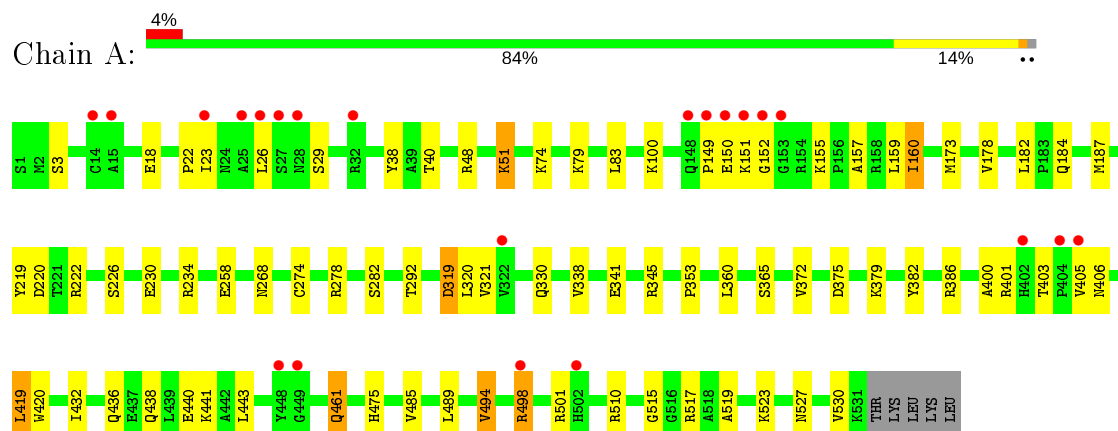 4%
Chain A:
84% 14%
S1 M2 S3 C14 A15 E18 P22 I23 N24 A25 L26 S27 N28 S29 R32 Y38 A39 T40 R48 K51 K74 K79 L83 K100 Q148 P149 E150 K151 G152 G153 R154 K155 P156 A157 R158 L159 I160 M173 V178 L182 P183 Q184 M187
Y219 D220 T221 R222 S226 E230 R234 E258 N268 C274 R278 S282 T292 D319 L320 V321 V322 Q330 V338 E341 R345 P353 L360 S365 V372 D375 K379 Y382 R386 A400 R401 H402 T403 P404 V405 N406
L419 W420 I432 Q436 E437 Q438 L439 E440 K441 A442 L443 Y448 G449 Q461 H475 V485 L489 V494 R498 R501 H502 R510 G515 G516 R517 A518 A519 K523 N527 V530 K531 THR LYS LEU LYS LEU